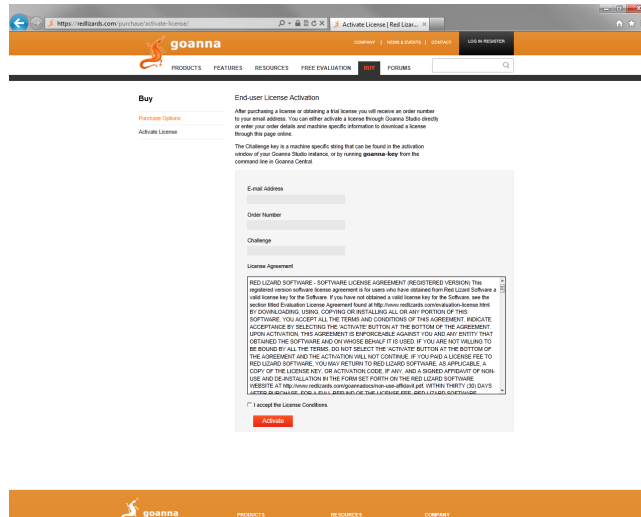 https://redlizards.com/purchase/activate-license/
Activate License | Red Lizar...
goanna
COMPANY | NEWS & EVENTS | CONTACT
LOG IN REGISTER
PRODUCTS FEATURES RESOURCES FREE EVALUATION BUY FORUMS
Buy
Purchase Options
Activate License
End-user License Activation
After purchasing a license or obtaining a trial license you will receive an order number
to your email address. You can either activate a license through Goanna Studio directly
or enter your order details and machine specific information to download a license
through this page online.
The Challenge key is a machine specific string that can be found in the activation
window of your Goanna Studio instance, or by running goanna-key from the
command line in Goanna Central.
E-mail Address
Order Number
Challenge
License Agreement
RED LIZARD SOFTWARE - SOFTWARE LICENSE AGREEMENT (REGISTERED VERSION) This
registered version software license agreement is for users who have obtained from Red Lizard Software a
valid license key for the Software. If you have not obtained a valid license key for the Software, see the
section titled Evaluation License Agreement found at http://www.redlizards.com/evaluation-license.html.
BY DOWNLOADING, USING, COPYING OR INSTALLING ALL OR ANY PORTION OF THIS
SOFTWARE, YOU ACCEPT ALL THE TERMS AND CONDITIONS OF THIS AGREEMENT. INDICATE
ACCEPTANCE BY SELECTING THE 'ACTIVATE' BUTTON AT THE BOTTOM OF THE AGREEMENT.
UPON ACTIVATION, THIS AGREEMENT IS ENFORCEABLE AGAINST YOU AND ANY ENTITY THAT
OBTAINED THE SOFTWARE AND ON WHOSE BEHALF IT IS USED. IF YOU ARE NOT WILLING TO
BE BOUND BY ALL THE TERMS, DO NOT SELECT THE 'ACTIVATE' BUTTON AT THE BOTTOM OF
THE AGREEMENT AND THE ACTIVATION WILL NOT CONTINUE. IF YOU PAID A LICENSE FEE TO
RED LIZARD SOFTWARE, YOU MAY RETURN TO RED LIZARD SOFTWARE, AS APPLICABLE, A
COPY OF THE LICENSE KEY, OR ACTIVATION CODE, IF ANY, AND A SIGNED AFFIDAVIT OF NON-
USE AND DE-INSTALLATION IN THE FORM SET FORTH ON THE RED LIZARD SOFTWARE
WEBSITE AT http://www.redlizards.com/goannadocs/non-use-affidavit.pdf, WITHIN THIRTY (30) DAYS
AFTER PURCHASE, FOR A FULL REFUND OF THE LICENSE FEE. RED LIZARD SOFTWARE
I accept the License Conditions.
Activate
goanna
PRODUCTS RESOURCES COMPANY